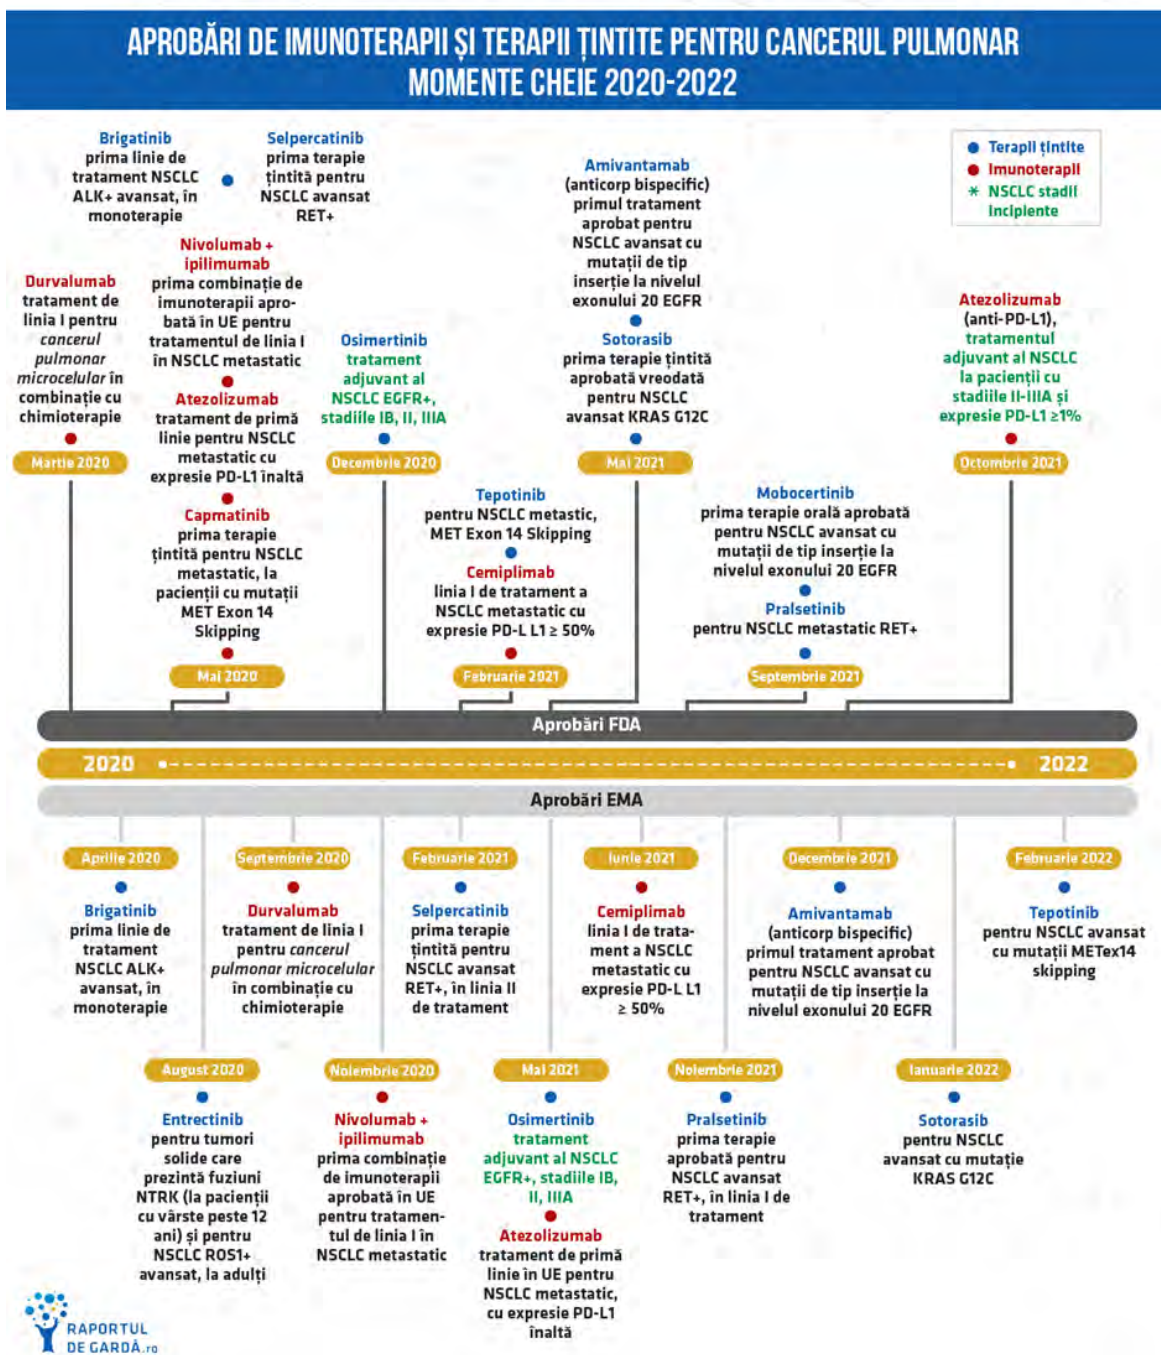 APROBĂRI DE IMUNOTERAPII ȘI TERAPII ȚINTITE PENTRU CANCERUL PULMONAR
MOMENTE CHEIE 2020-2022
Terapii țintite
Imunoterapii
* NSCLC stadii
incipiente
Brigatinib
prima linie de
tratament NSCLC
ALK+ avansat, în
monoterapie
Selpercatinib
prima terapie
țintită pentru
NSCLC avansat
RET+
Durvalumab
tratament de
linia I pentru
cancerul
pulmonar
microcelular în
combinație cu
chimioterapie
Martie 2020
Nivolumab +
ipilimumab
prima combinație de
imunoterapii apro-
bată în UE pentru
tratamentul de linia I
în NSCLC metastatic
Atezolizumab
tratament de primă
linie pentru NSCLC
metastatic cu
expresie PD-L1 înaltă
Capmatinib
prima terapie
țintită pentru NSCLC
metastatic, la
pacienții cu mutații
MET Exon 14
Skipping
Mai 2020
Osimertinib
tratament
adjuvant al
NSCLC EGFR+,
stadiile IB, II, IIIA
Decembrie 2020
Tepotinib
pentru NSCLC metastic,
MET Exon 14 Skipping
Cemiplimab
linia I de tratament a
NSCLC metastatic cu
expresie PD-L L1 ≥ 50%
Februarie 2021
Amivantamab
(anticorp bispecific)
primul tratament
aprobat pentru
NSCLC avansat cu
mutații de tip
inserție la nivelul
exonului 20 EGFR
Sotorasib
prima terapie țintită
aprobată vreodată
pentru NSCLC
avansat KRAS G12C
Mai 2021
Mobocertinib
prima terapie orală aprobată
pentru NSCLC avansat cu
mutații de tip inserție la
nivelul exonului 20 EGFR
Pralsetinib
pentru NSCLC metastatic RET+
Septembrie 2021
Atezolizumab
(anti-PD-L1),
tratamentul
adjuvant al NSCLC
la pacienții cu
stadiile II-IIIA și
expresie PD-L1 ≥1%
Octombrie 2021
Aprobări FDA
2020
2022
Aprobări EMA
Aprilie 2020
Brigatinib
prima linie de
tratament
NSCLC ALK+
avansat, în
monoterapie
Septembrie 2020
Durvalumab
tratament de linia I
pentru cancerul
pulmonar microcelular
în combinație cu
chimioterapie
Februarie 2021
Selpercatinib
prima terapie
țintită pentru
NSCLC avansat
RET+, în linia II
de tratament
Iunie 2021
Cemiplimab
linia I de trata-
ment a NSCLC
metastatic cu
expresie PD-L L1
≥ 50%
Decembrie 2021
Amivantamab
(anticorp bispecific)
primul tratament aprobat
pentru NSCLC avansat cu
mutații de tip inserție la
nivelul exonului 20 EGFR
Februarie 2022
Tepotinib
pentru NSCLC avansat
cu mutații METex14
skipping
August 2020
Entrectinib
pentru tumori
solide care
prezintă fuziuni
NTRK (la pacienții
cu vârste peste 12
ani) și pentru
NSCLC ROS1+
avansat, la adulți
Noiembrie 2020
Nivolumab +
ipilimumab
prima combinație
de imunoterapii
aprobată în UE
pentru tratamen-
tul de linia I în
NSCLC metastatic
Mai 2021
Osimertinib
tratament
adjuvant al NSCLC
EGFR+, stadiile IB,
II, IIIA
Atezolizumab
tratament de primă
linie în UE pentru
NSCLC metastatic,
cu expresie PD-L1
înaltă
Noiembrie 2021
Pralsetinib
prima terapie
aprobată pentru
NSCLC avansat
RET+, în linia I de
tratament
Ianuarie 2022
Sotorasib
pentru NSCLC
avansat cu mutație
KRAS G12C
RAPORTUL
DE GARDĂ.ro